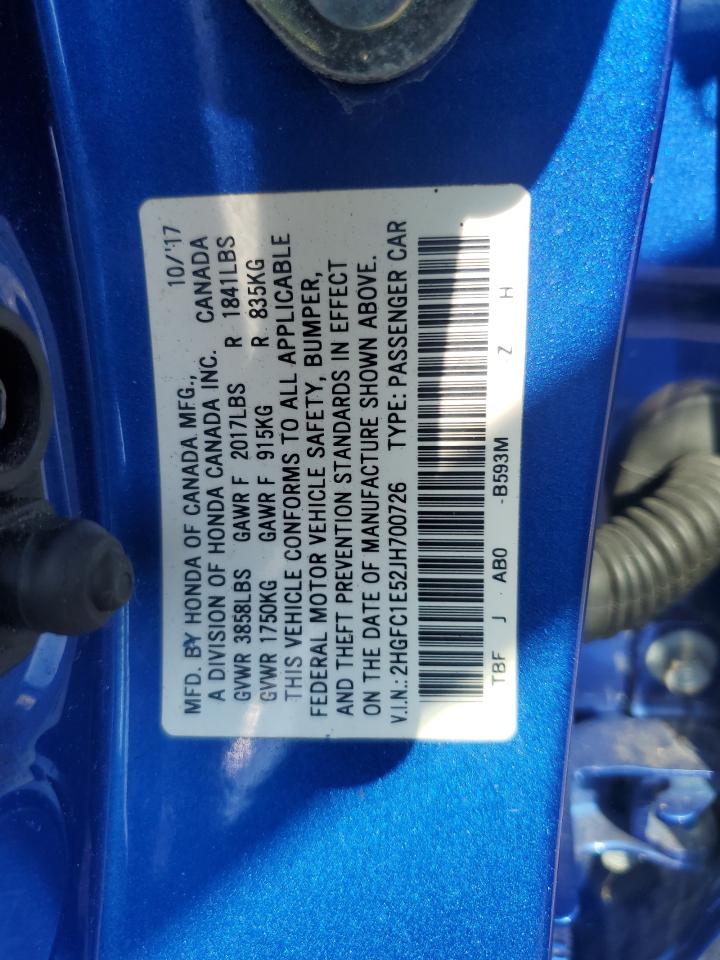 MFD. BY HONDA OF CANADA MFG., 10/'17
A DIVISION OF HONDA CANADA INC. CANADA
GVWR 3858LBS GAWR F 2017LBS R 1841LBS
GVWR 1750KG GAWR F 915KG R 835KG
THIS VEHICLE CONFORMS TO ALL APPLICABLE
FEDERAL MOTOR VEHICLE SAFETY, BUMPER,
AND THEFT PREVENTION STANDARDS IN EFFECT
ON THE DATE OF MANUFACTURE SHOWN ABOVE.
V.I.N.: 2HGFC1E52JH700726 TYPE: PASSENGER CAR
TBF J AB0 -B593M Z H